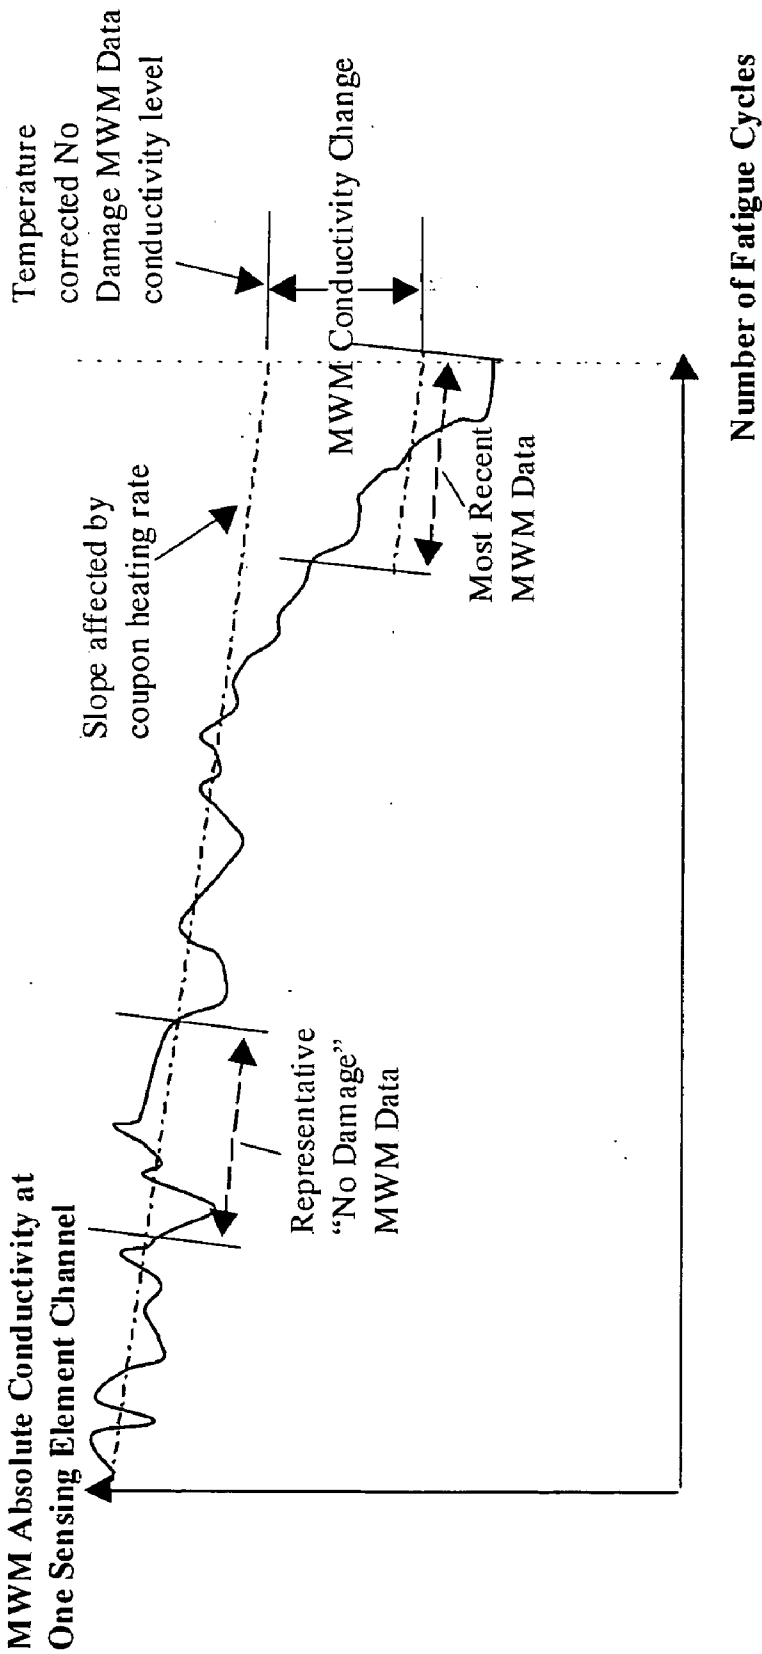 MWM Absolute Conductivity at
One Sensing Element Channel
Temperature
corrected No
Damage MWM Data
conductivity level
Slope affected by
coupon heating rate
MWM Conductivity Change
Most Recent
MWM Data
Representative
“No Damage”
MWM Data
Number of Fatigue Cycles